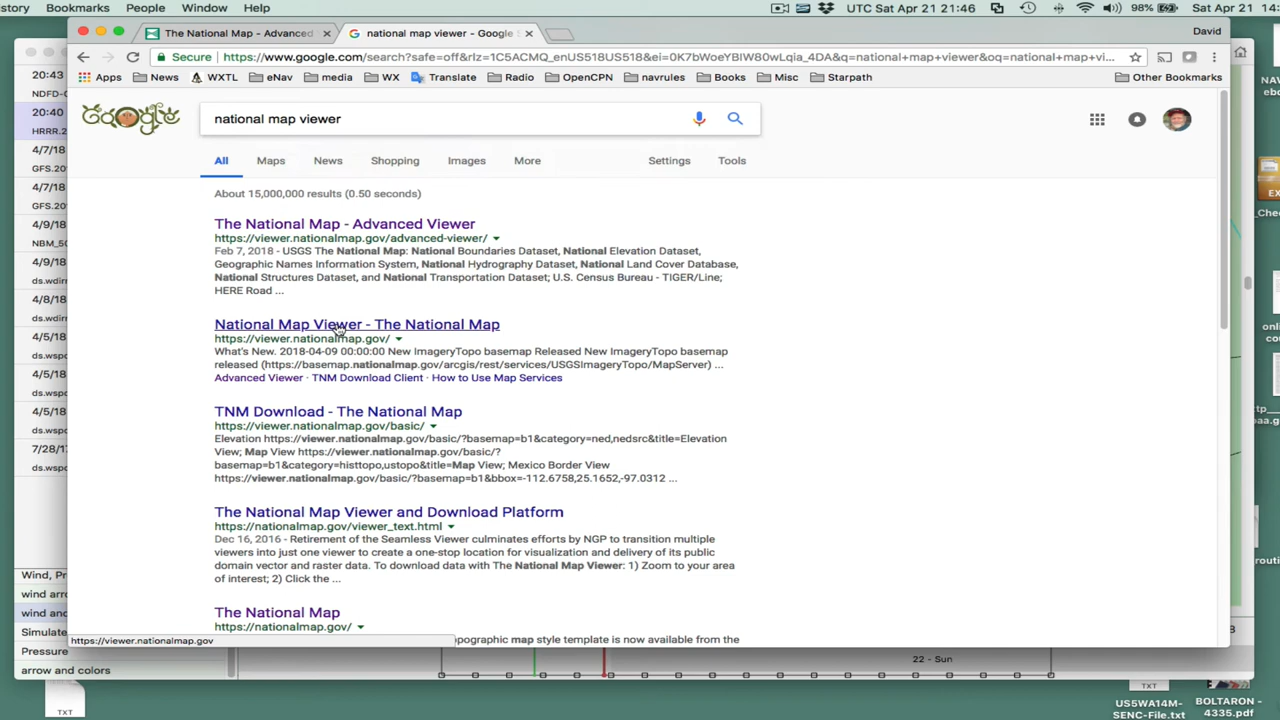 story Bookmarks People Window Help UTC Sat Apr 21 21:46 98% Sat Apr 21 14:
The National Map - Advanced × national map viewer - Google × David
Secure https://www.google.com/search?safe=off&rlz=1C5ACMQ_enUS518US518&ei=0K7bWoeYBIW80wLqia_4DA&q=national+map+viewer&oq=national+map+vi...
Apps News WXTL eNav media WX Translate Radio OpenCPN navrules Books Misc Starpath Other Bookmarks
Google national map viewer
All Maps News Shopping Images More Settings Tools
About 15,000,000 results (0.50 seconds)
The National Map - Advanced Viewer
https://viewer.nationalmap.gov/advanced-viewer/
Feb 7, 2018 - USGS The National Map: National Boundaries Dataset, National Elevation Dataset,
Geographic Names Information System, National Hydrography Dataset, National Land Cover Database,
National Structures Dataset, and National Transportation Dataset; U.S. Census Bureau - TIGER/Line;
HERE Road ...
National Map Viewer - The National Map
https://viewer.nationalmap.gov/
What's New. 2018-04-09 00:00:00 New ImageryTopo basemap Released New ImageryTopo basemap
released (https://basemap.nationalmap.gov/arcgis/rest/services/USGSImageryTopo/MapServer) ...
Advanced Viewer · TNM Download Client · How to Use Map Services
TNM Download - The National Map
https://viewer.nationalmap.gov/basic/
Elevation https://viewer.nationalmap.gov/basic/?basemap=b1&category=ned,nedsrc&title=Elevation
View; Map View https://viewer.nationalmap.gov/basic/?
basemap=b1&category=histtopo,ustopo&title=Map View; Mexico Border View
https://viewer.nationalmap.gov/basic/?basemap=b1&bbox=-112.6758,25.1652,-97.0312 ...
The National Map Viewer and Download Platform
https://nationalmap.gov/viewer_text.html
Dec 16, 2016 - Retirement of the Seamless Viewer culminates efforts by NGP to transition multiple
viewers into just one viewer to create a one-stop location for visualization and delivery of its public
domain vector and raster data. To download data with The National Map Viewer: 1) Zoom to your area
of interest; 2) Click the ...
The National Map
https://nationalmap.gov/
opographic map style template is now available from the
https://viewer.nationalmap.gov
20:43
NDFD-C
20:40
HRRR.2
4/7/18
GFS.20
4/7/18
GFS.20
4/9/18
NBM_5
4/9/18
ds.wdir
4/8/18
ds.wdir
4/5/18
ds.wspc
4/5/18
ds.wspc
4/5/18
ds.wspc
7/28/17
ds.wspc
Wind, Pr
wind arr
wind and
Simulate
Pressure
arrow and colors
22 - Sun
TXT
TXT
US5WA14M-
SENC-File.txt
BOLTARON -
4335.pdf